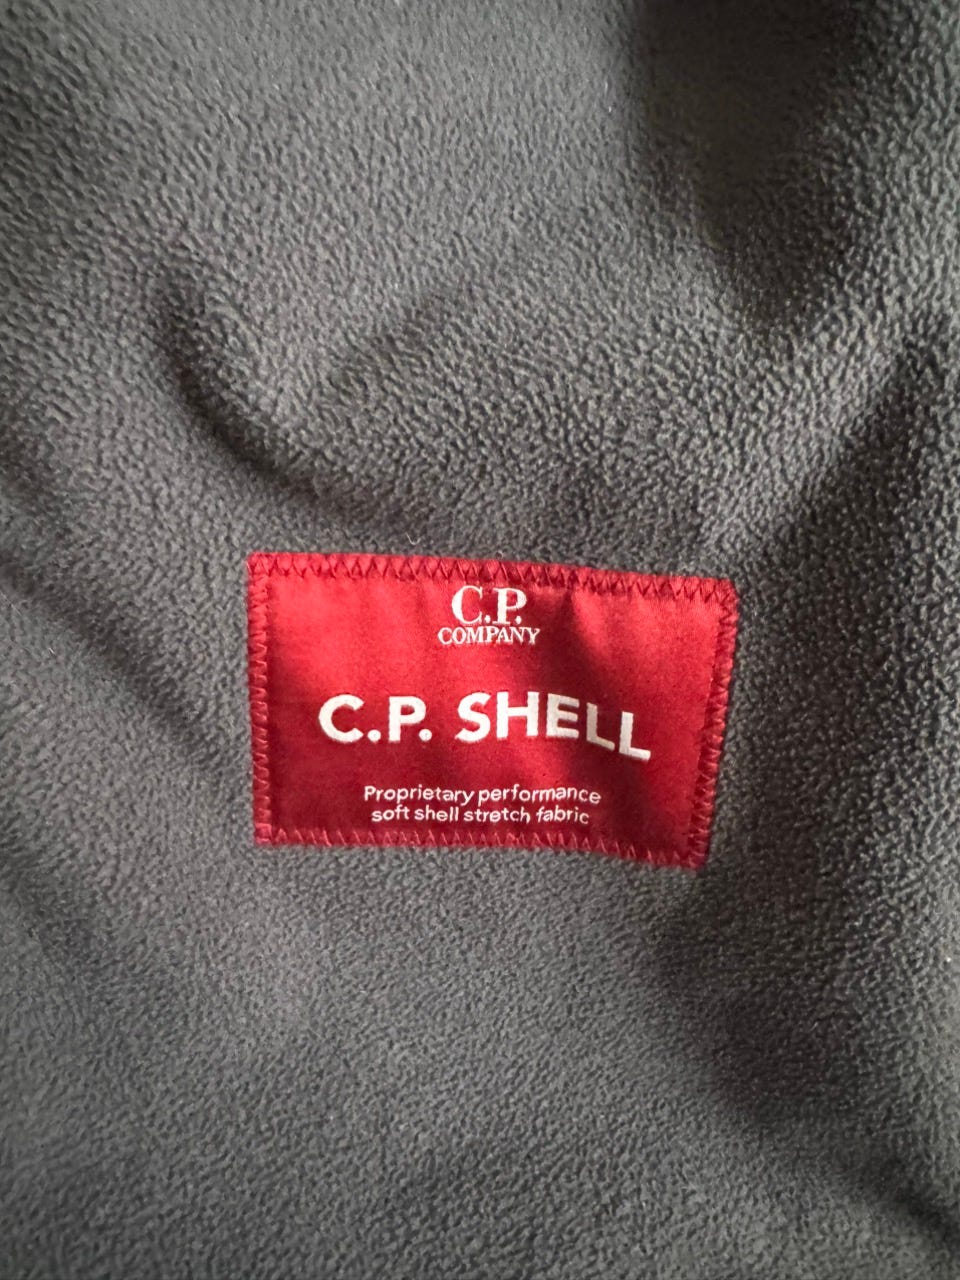 C.P.
COMPANY
C.P. SHELL
Proprietary performance
soft shell stretch fabric